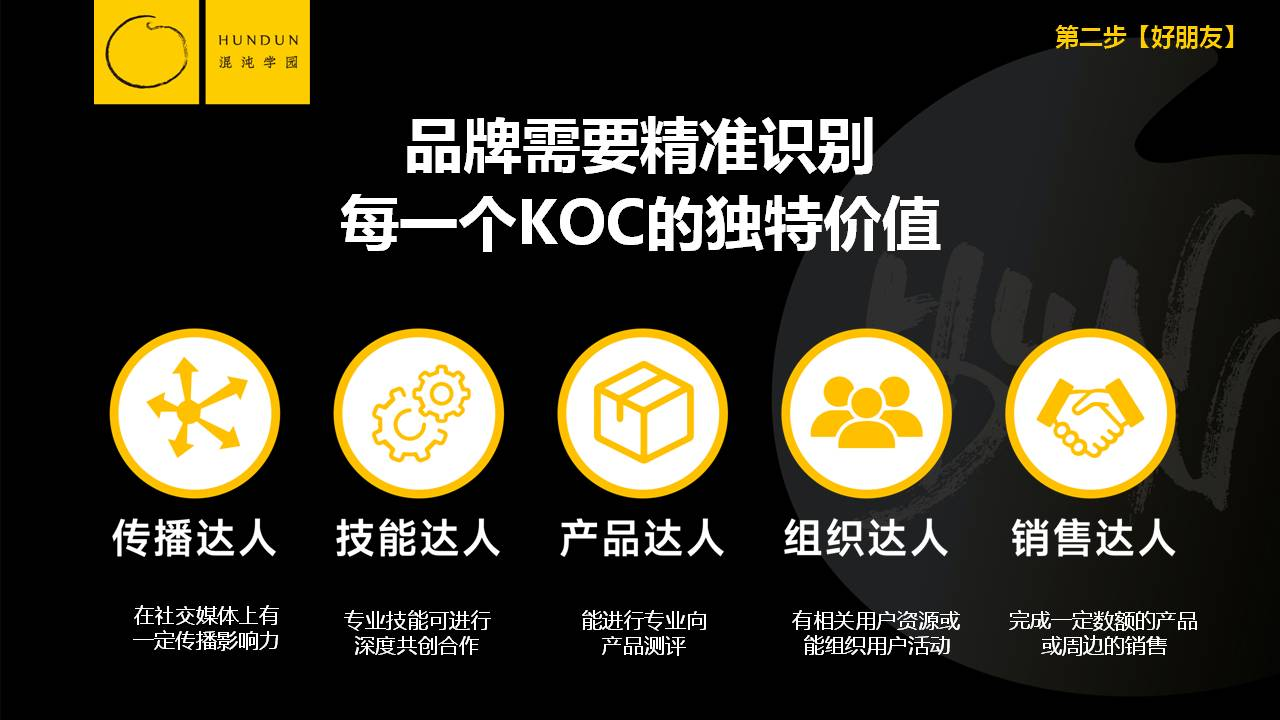 HUNDUN
混沌学园
第二步【好朋友】
品牌需要精准识别
每一个KOC的独特价值
传播达人
技能达人
产品达人
组织达人
销售达人
在社交媒体上有
一定传播影响力
专业技能可进行
深度共创合作
能进行专业向
产品测评
有相关用户资源或
能组织用户活动
完成一定数额的产品
或周边的销售